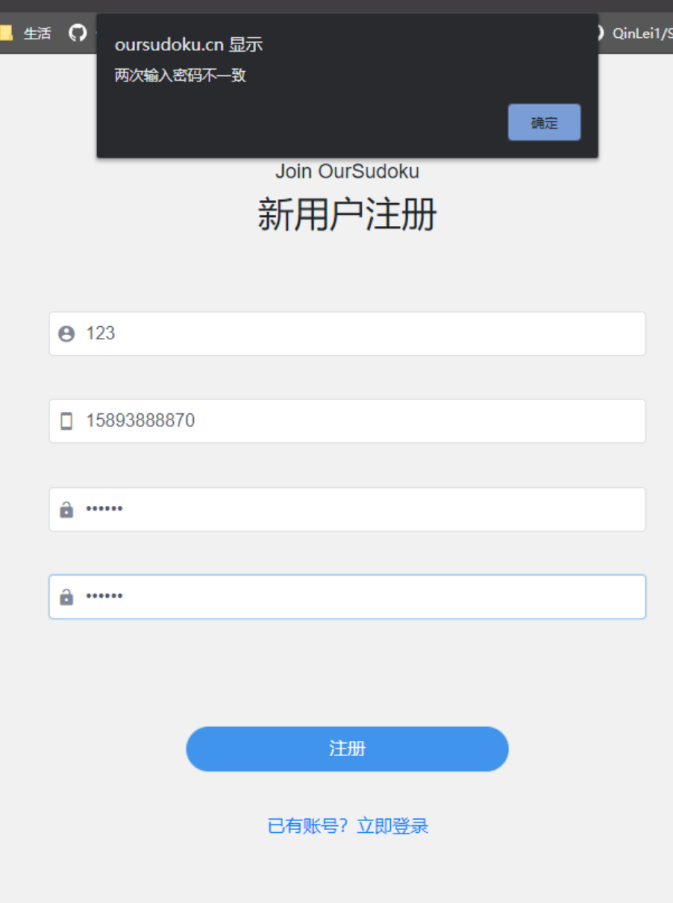 生活
QinLei1/S
oursudoku.cn 显示
两次输入密码不一致
确定
Join OurSudoku
新用户注册
123
15893888870
••••••
••••••
注册
已有账号？立即登录